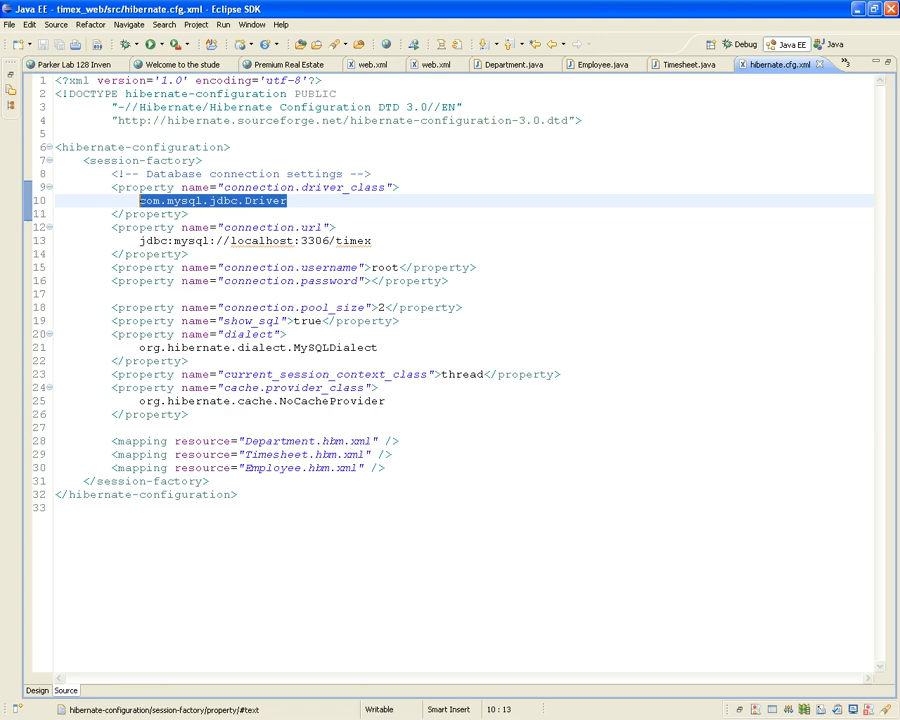 Java EE - timex_web/src/hibernate.cfg.xml - Eclipse SDK
File Edit Source Refactor Navigate Search Project Run Window Help
Debug Java EE Java
Parker Lab 128 Inven Welcome to the stude Premium Real Estate web.xml web.xml Department.java Employee.java Timesheet.java hibernate.cfg.xml »3
1 <?xml version='1.0' encoding='utf-8'?>
2 <!DOCTYPE hibernate-configuration PUBLIC
3 "-//Hibernate/Hibernate Configuration DTD 3.0//EN"
4 "http://hibernate.sourceforge.net/hibernate-configuration-3.0.dtd">
5
6 <hibernate-configuration>
7 <session-factory>
8 <!-- Database connection settings -->
9 <property name="connection.driver_class">
10 com.mysql.jdbc.Driver
11 </property>
12 <property name="connection.url">
13 jdbc:mysql://localhost:3306/timex
14 </property>
15 <property name="connection.username">root</property>
16 <property name="connection.password"></property>
17
18 <property name="connection.pool_size">2</property>
19 <property name="show_sql">true</property>
20 <property name="dialect">
21 org.hibernate.dialect.MySQLDialect
22 </property>
23 <property name="current_session_context_class">thread</property>
24 <property name="cache.provider_class">
25 org.hibernate.cache.NoCacheProvider
26 </property>
27
28 <mapping resource="Department.hbm.xml" />
29 <mapping resource="Timesheet.hbm.xml" />
30 <mapping resource="Employee.hbm.xml" />
31 </session-factory>
32 </hibernate-configuration>
33
Design Source
hibernate-configuration/session-factory/property/#text Writable Smart Insert 10 : 13